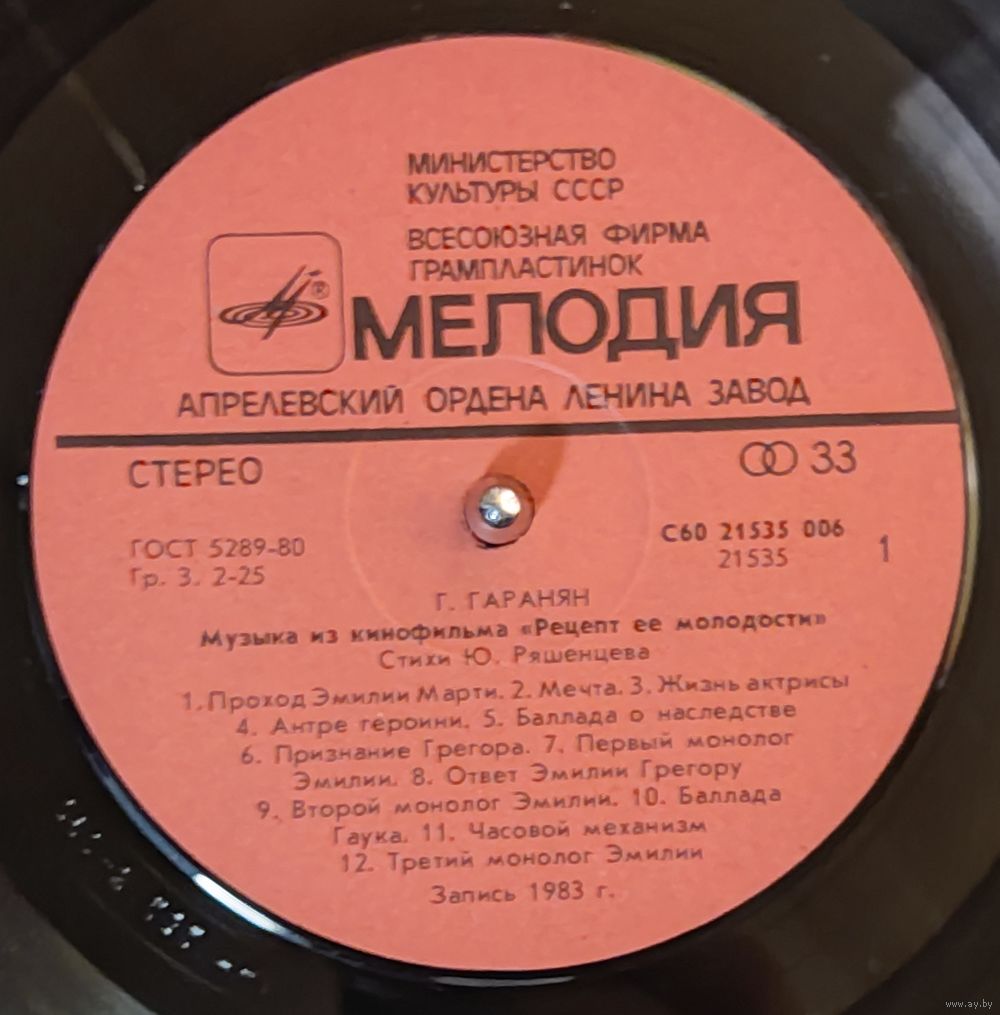 МИНИСТЕРСТВО
КУЛЬТУРЫ СССР
ВСЕСОЮЗНАЯ ФИРМА
ГРАМПЛАСТИНОК
®
МЕЛОДИЯ
АПРЕЛЕВСКИЙ ОРДЕНА ЛЕНИНА ЗАВОД
СТЕРЕО
33
ГОСТ 5289-80
Гр. 3. 2-25
С60 21535 006
21535
1
Г. ГАРАНЯН
Музыка из кинофильма «Рецепт ее молодости»
Стихи Ю. Ряшенцева
1. Проход Эмилии Марти. 2. Мечта. 3. Жизнь актрисы
4. Антре героини. 5. Баллада о наследстве
6. Признание Грегора. 7. Первый монолог
Эмилии. 8. Ответ Эмилии Грегору
9. Второй монолог Эмилии. 10. Баллада
Гаука. 11. Часовой механизм
12. Третий монолог Эмилии
Запись 1983 г.
www.ay.by